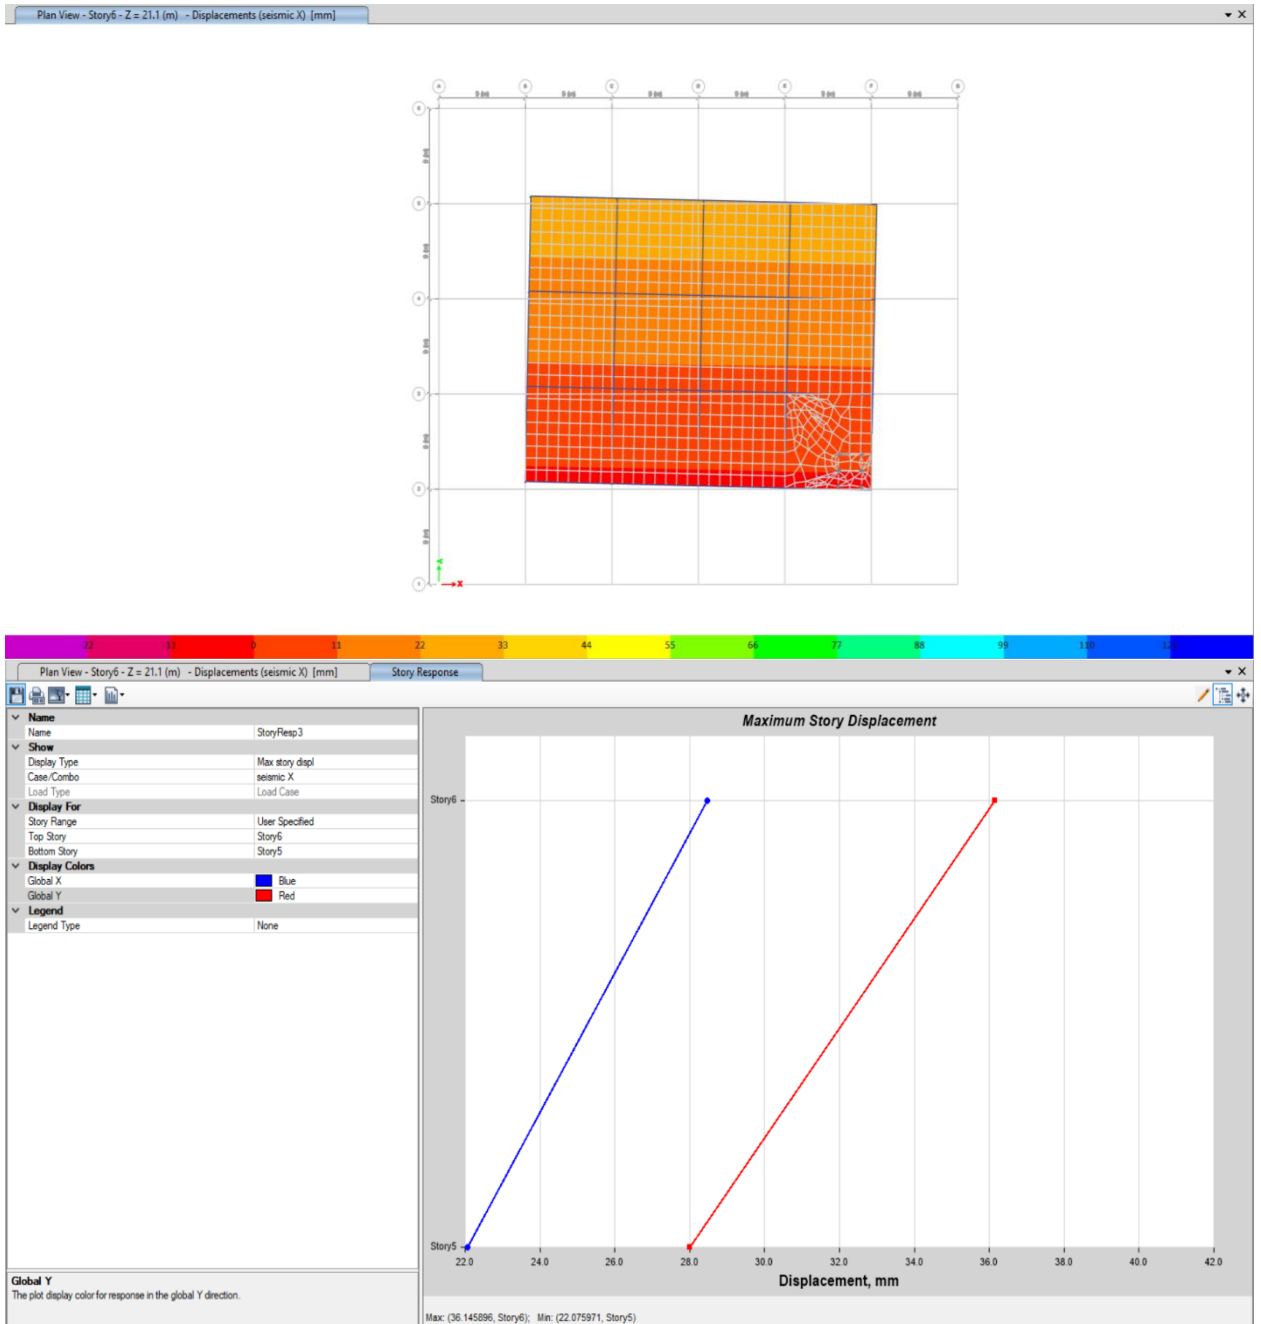 Plan View - Story6 - Z = 21.1 (m) - Displacements (seismic X) [mm]
A B C D E F
X
22 11 0 11 22 33 44 55 66 77 88 99 110
Plan View - Story6 - Z = 21.1 (m) - Displacements (seismic X) [mm]
Story Response
Name
Name StoryResp3
Show
Display Type Max story displ
Case/Combo seismic X
Load Type Load Case
Display For
Story Range User Specified
Top Story Story6
Bottom Story Story5
Display Colors
Global X Blue
Global Y Red
Legend
Legend Type None
Global Y
The plot display color for response in the global Y direction.
Maximum Story Displacement
Story6
Story5
22.0 24.0 26.0 28.0 30.0 32.0 34.0 36.0 38.0 40.0 42.0
Displacement, mm
Max: (36.145896, Story6); Min: (22.075971, Story5)